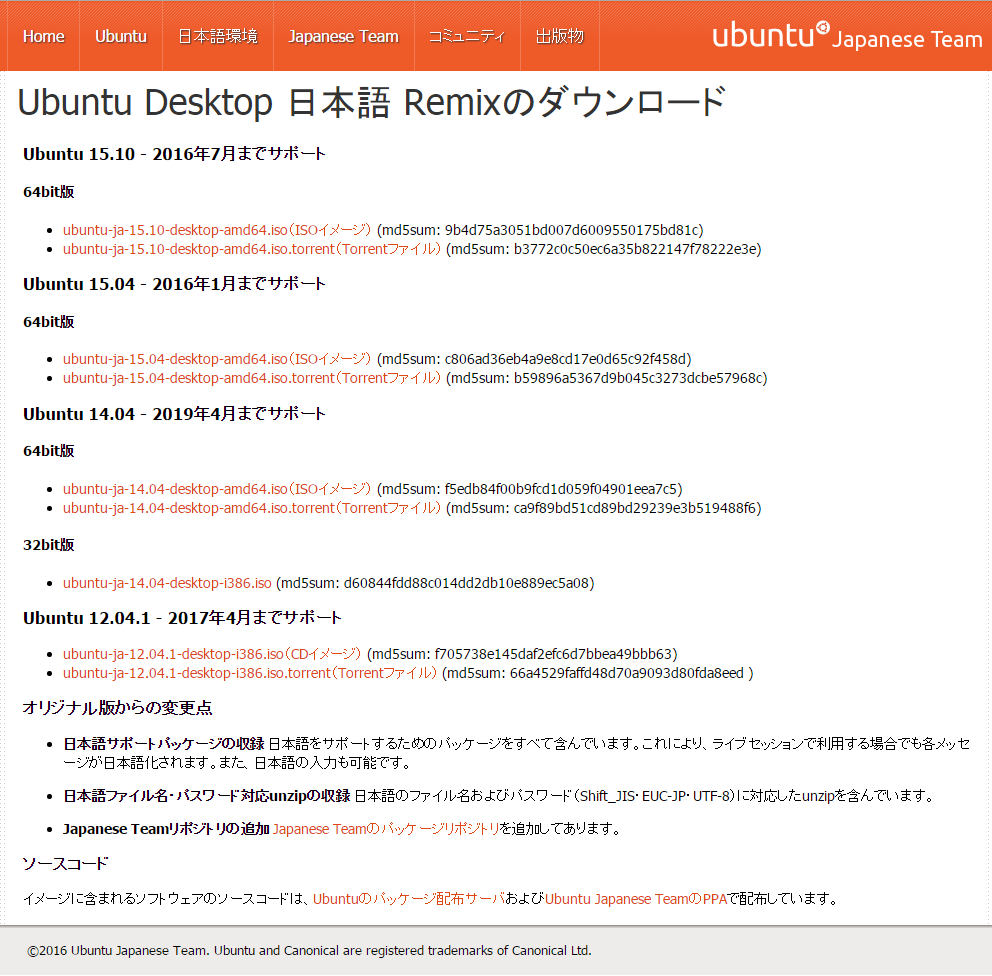 Home Ubuntu 日本語環境 Japanese Team コミュニティ 出版物 ubuntu Japanese Team
Ubuntu Desktop 日本語 Remixのダウンロード
Ubuntu 15.10 - 2016年7月までサポート
64bit版
ubuntu-ja-15.10-desktop-amd64.iso(ISOイメージ) (md5sum: 9b4d75a3051bd007d6009550175bd81c)
ubuntu-ja-15.10-desktop-amd64.iso.torrent(Torrentファイル) (md5sum: b3772c0c50ec6a35b822147f78222e3e)
Ubuntu 15.04 - 2016年1月までサポート
64bit版
ubuntu-ja-15.04-desktop-amd64.iso(ISOイメージ) (md5sum: c806ad36eb4a9e8cd17e0d65c92f458d)
ubuntu-ja-15.04-desktop-amd64.iso.torrent(Torrentファイル) (md5sum: b59896a5367d9b045c3273dcbe57968c)
Ubuntu 14.04 - 2019年4月までサポート
64bit版
ubuntu-ja-14.04-desktop-amd64.iso(ISOイメージ) (md5sum: f5edb84f00b9fcd1d059f04901eea7c5)
ubuntu-ja-14.04-desktop-amd64.iso.torrent(Torrentファイル) (md5sum: ca9f89bd51cd89bd29239e3b519488f6)
32bit版
ubuntu-ja-14.04-desktop-i386.iso (md5sum: d60844fdd88c014dd2db10e889ec5a08)
Ubuntu 12.04.1 - 2017年4月までサポート
ubuntu-ja-12.04.1-desktop-i386.iso(CDイメージ) (md5sum: f705738e145daf2efc6d7bbea49bbb63)
ubuntu-ja-12.04.1-desktop-i386.iso.torrent(Torrentファイル) (md5sum: 66a4529faffd48d70a9093d80fda8eed )
オリジナル版からの変更点
日本語サポートパッケージの収録 日本語をサポートするためのパッケージをすべて含んでいます。これにより、ライブセッションで利用する場合でも各メッセ
ージが日本語化されます。また、日本語の入力も可能です。
日本語ファイル名・パスワード対応unzipの収録 日本語のファイル名およびパスワード(Shift_JIS・EUC-JP・UTF-8)に対応したunzipを含んでいます。
Japanese Teamリポジトリの追加 Japanese Teamのパッケージリポジトリを追加してあります。
ソースコード
イメージに含まれるソフトウェアのソースコードは、Ubuntuのパッケージ配布サーバおよびUbuntu Japanese TeamのPPAで配布しています。
©2016 Ubuntu Japanese Team. Ubuntu and Canonical are registered trademarks of Canonical Ltd.